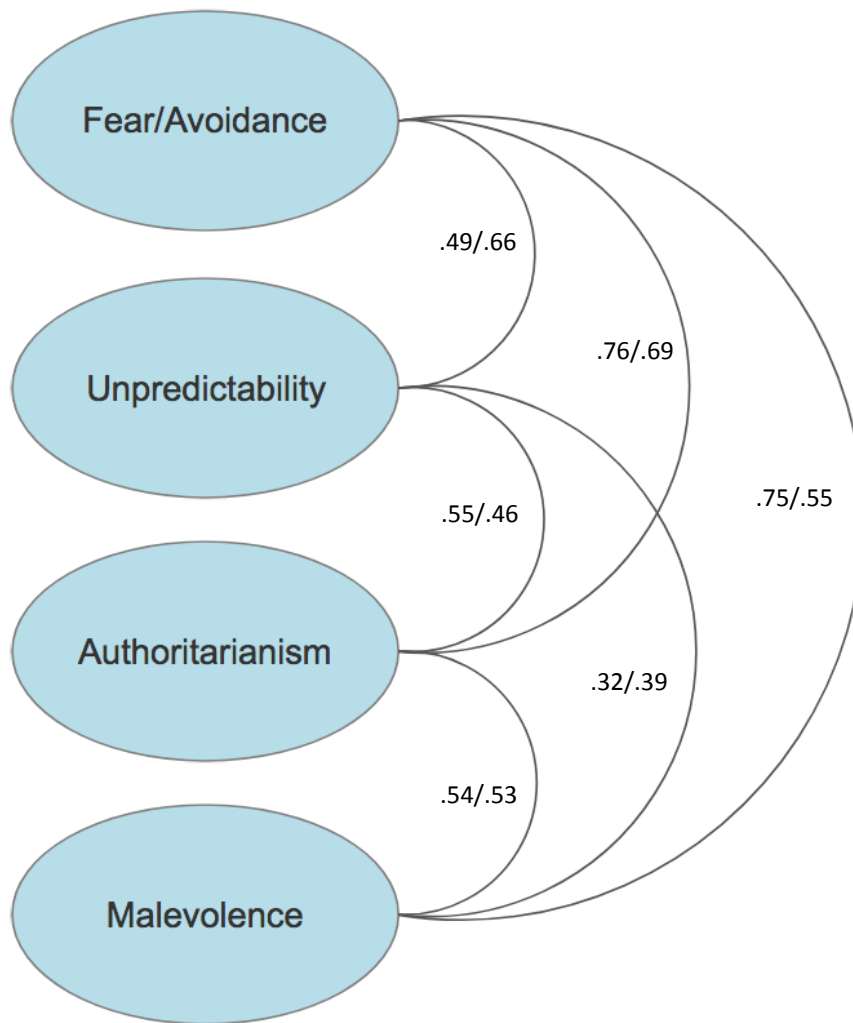 Fear/Avoidance
.49/.66
.76/.69
Unpredictability
.75/.55
.55/.46
Authoritarianism
.32/.39
.54/.53
Malevolence